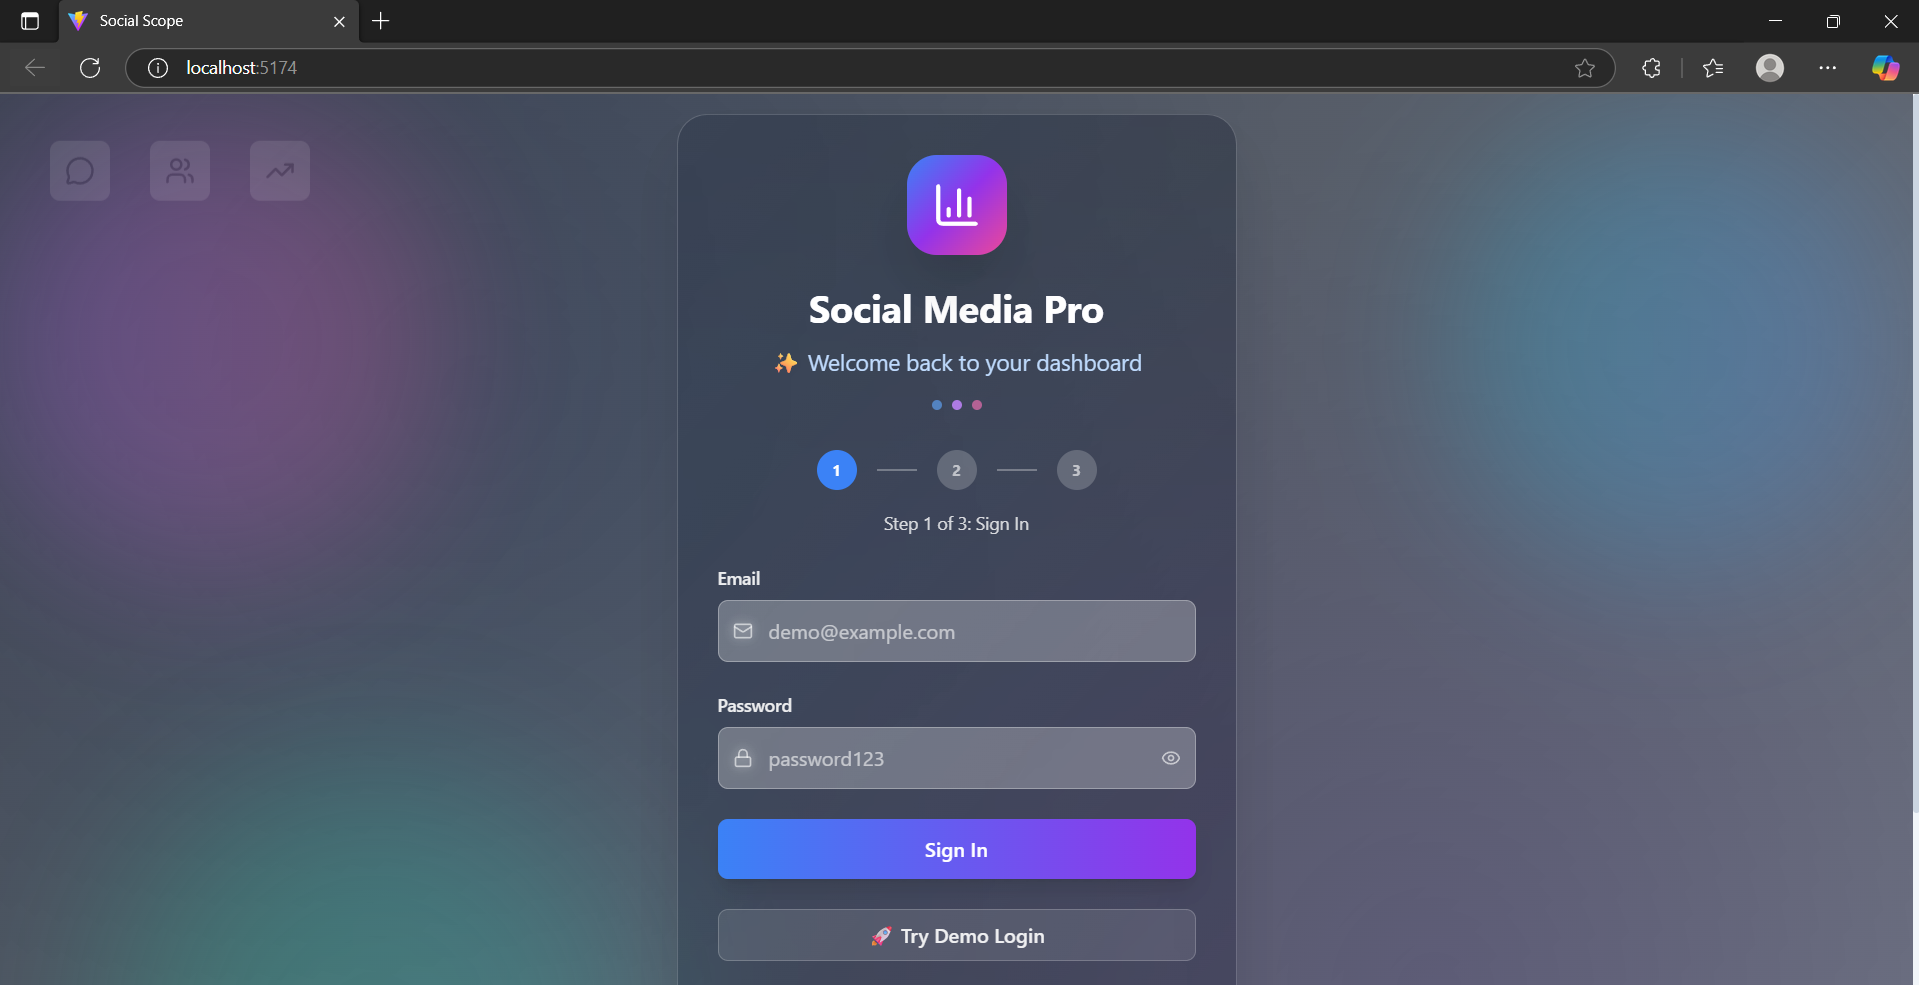 Social Scope
localhost:5174
Social Media Pro
✨ Welcome back to your dashboard
1 2 3
Step 1 of 3: Sign In
Email
demo@example.com
Password
password123
Sign In
🚀 Try Demo Login